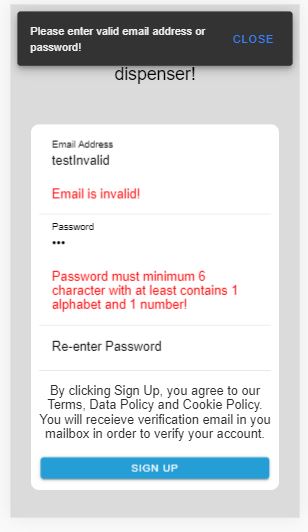 Please enter valid email address or
password!
CLOSE
dispenser!
Email Address
testInvalid
Email is invalid!
Password
•••
Password must minimum 6
character with at least contains 1
alphabet and 1 number!
Re-enter Password
By clicking Sign Up, you agree to our
Terms, Data Policy and Cookie Policy.
You will receieve verification email in you
mailbox in order to verify your account.
SIGN UP